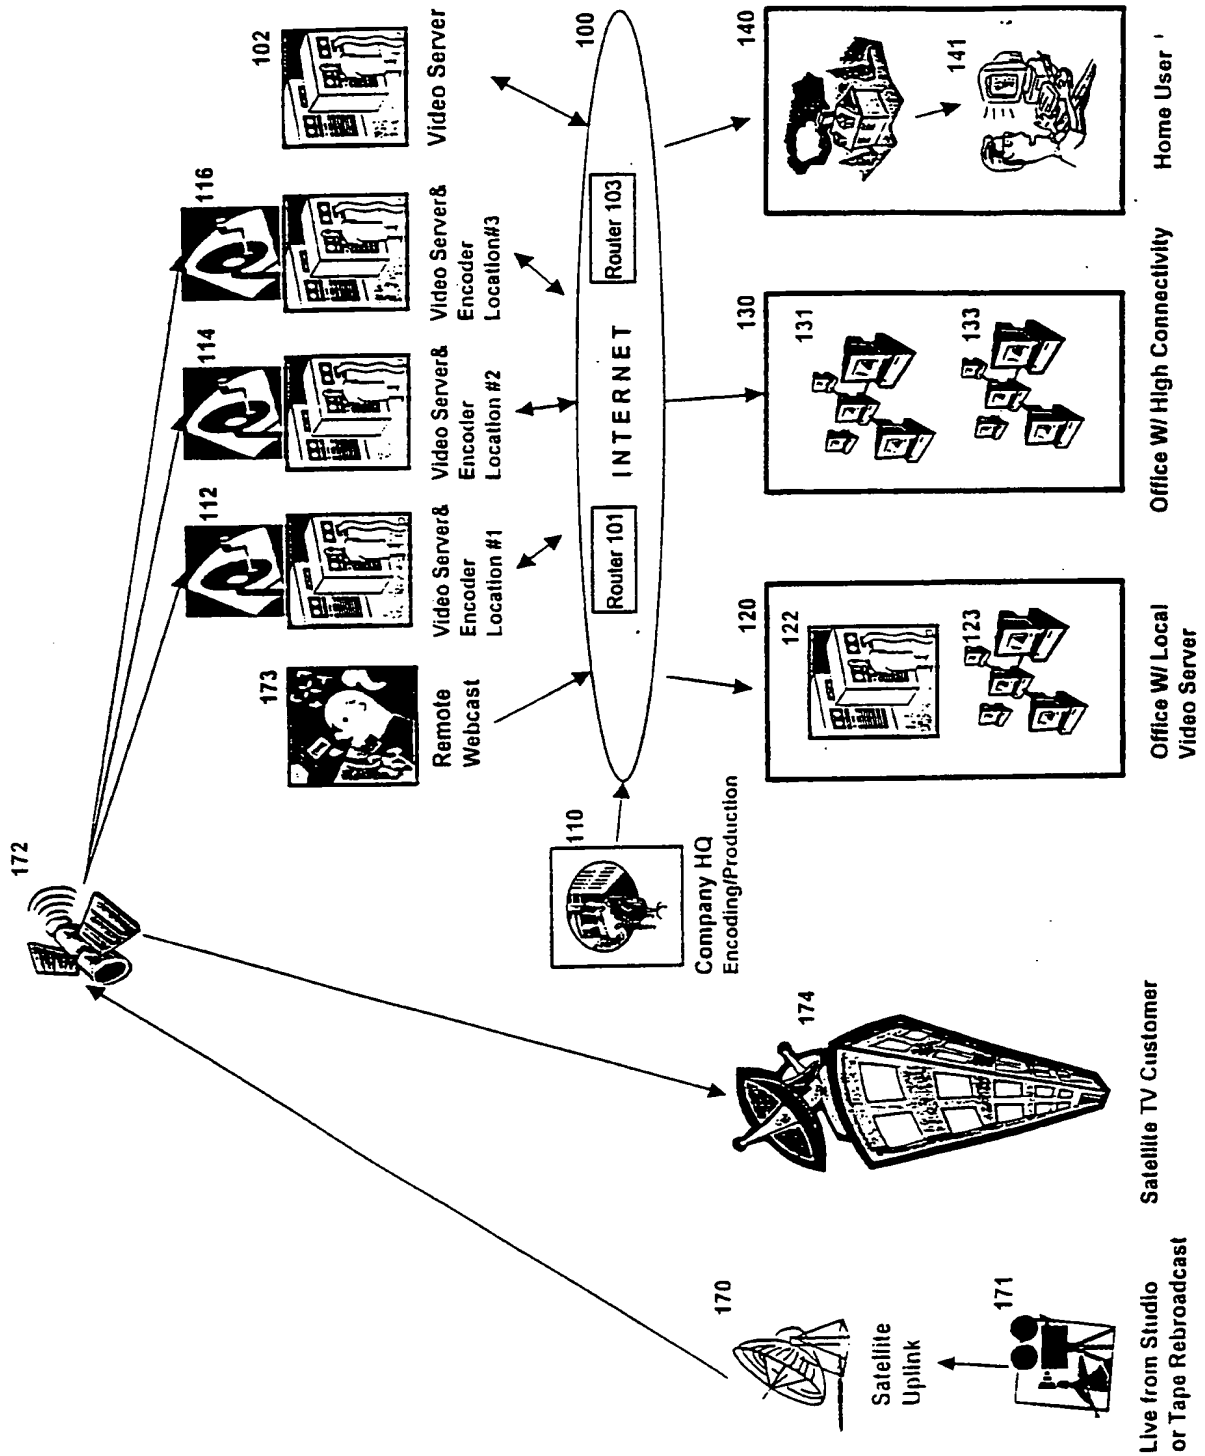 172
102
Video Server
116
Video Server&
Encoder
Location#3
114
Video Server&
Encoder
Location #2
112
Video Server&
Encoder
Location #1
173
Remote
Webcast
100
INTERNET
Router 101
Router 103
110
Company HQ
Encoding/Production
120
122
123
Office W/ Local
Video Server
130
131
133
Office W/ High Connectivity
140
141
Home User
174
Satellite TV Customer
170
Satellite
Uplink
171
Live from Studio
or Tape Rebroadcast